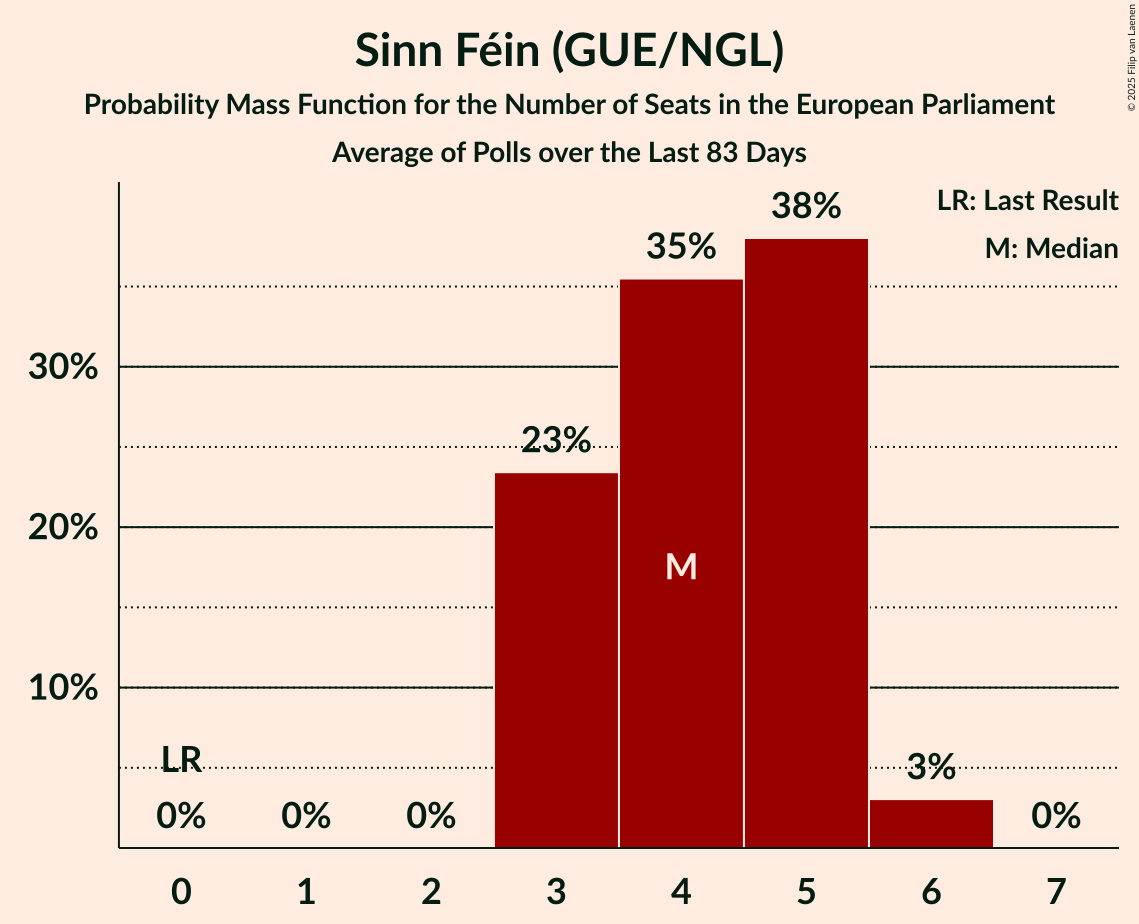 Sinn Féin (GUE/NGL)
Probability Mass Function for the Number of Seats in the European Parliament
Average of Polls over the Last 83 Days
© 2025 Filip van Laenen
LR: Last Result
M: Median
38%
35%
30%
23%
20%
M
10%
LR
3%
0% 0% 0% 0%
0 1 2 3 4 5 6 7